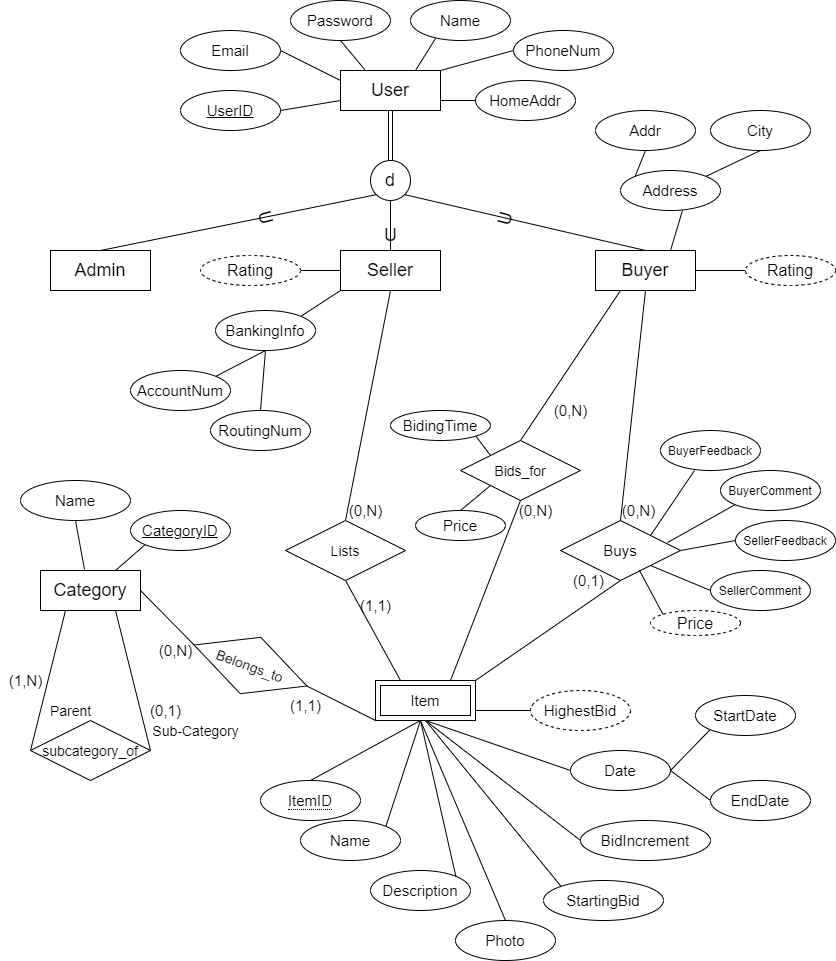 Password
Name
Email
PhoneNum
User
UserID
HomeAddr
Addr
City
d
Address
U
U
U
Admin
Rating
Seller
Buyer
Rating
BankingInfo
AccountNum
RoutingNum
(0,N)
BidingTime
BuyerFeedback
Bids_for
BuyerComment
Name
(0,N)
(0,N)
(0,N)
CategoryID
Price
SellerFeedback
Lists
Buys
Category
(0,1)
SellerComment
(1,1)
Price
(0,N)
Belongs_to
(1,N)
(1,1)
Item
Parent
(0,1)
HighestBid
StartDate
Sub-Category
subcategory_of
Date
ItemID
EndDate
Name
BidIncrement
Description
StartingBid
Photo